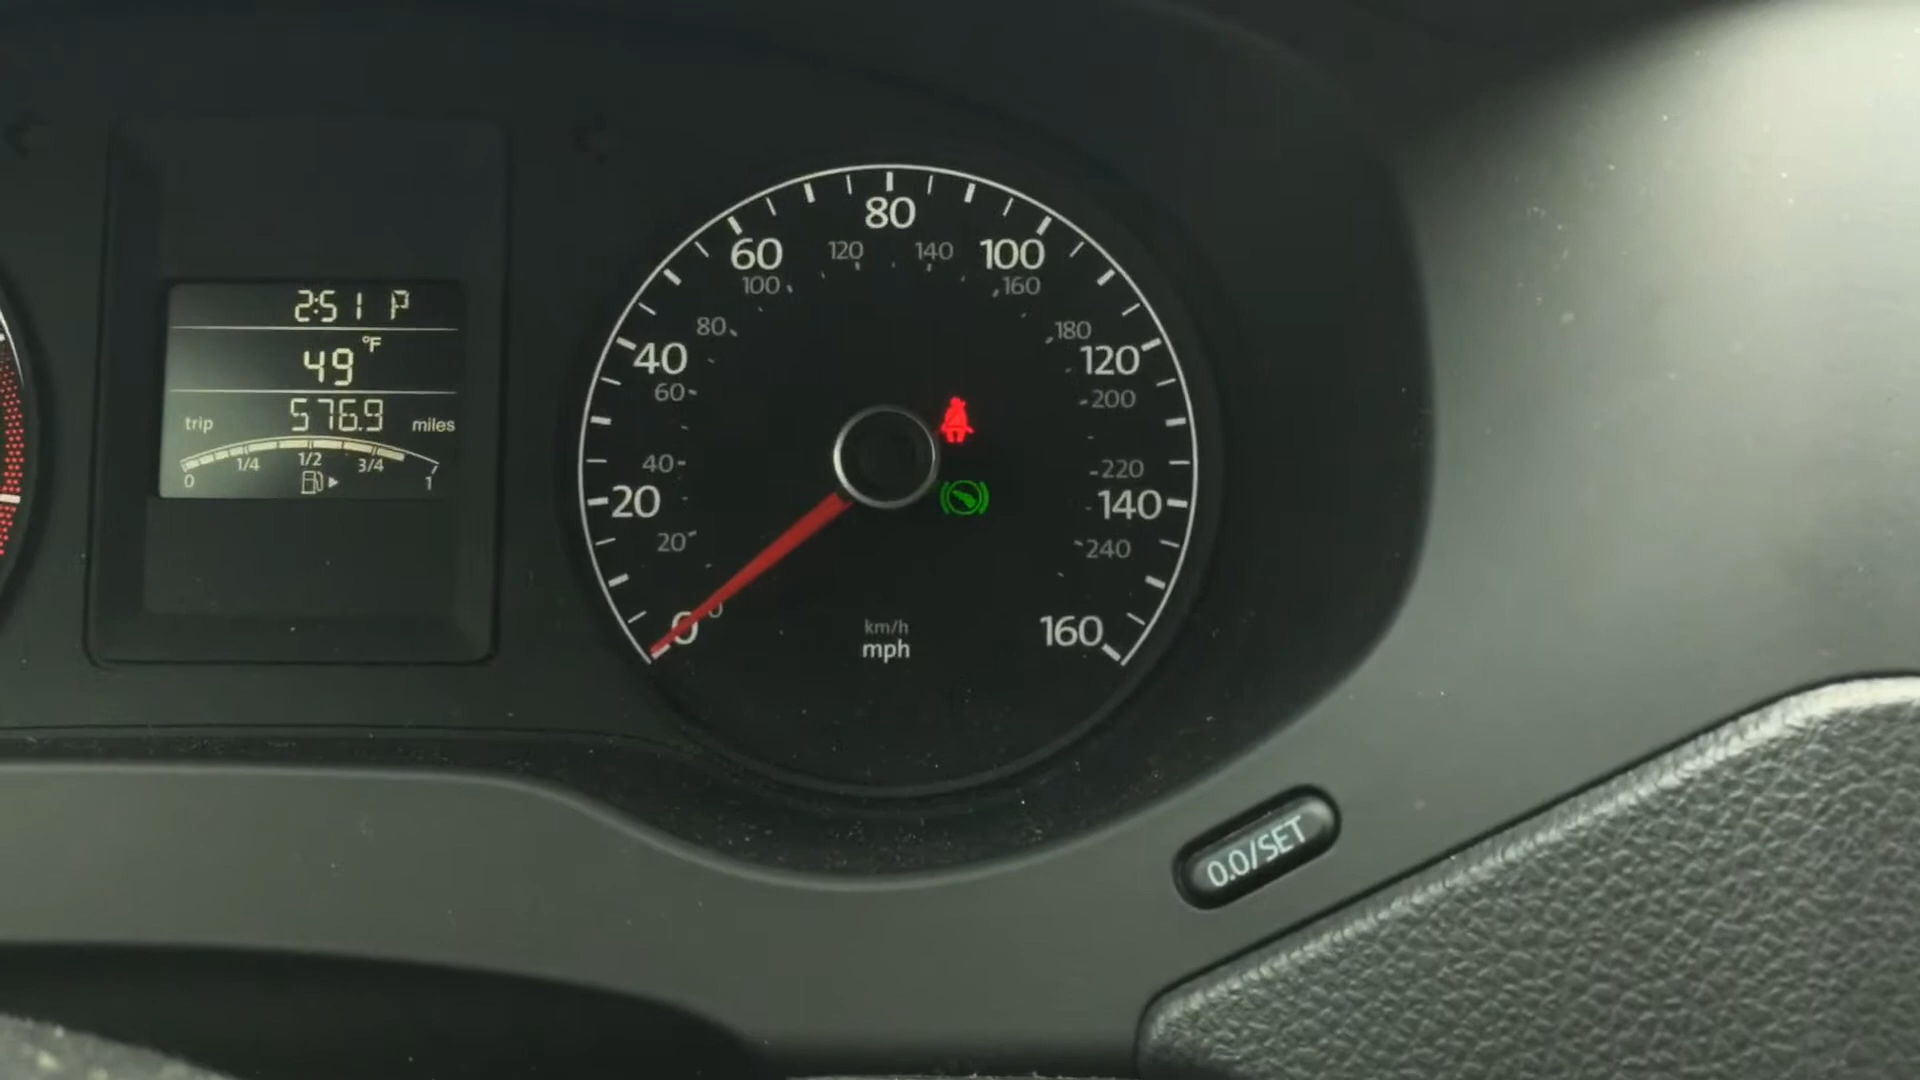 2:51 P
49 °F
trip 576.9 miles
0 1/4 1/2 3/4 1
0 20 40 60 80 100 120 140 160
0 20 40 60 80 100 120 140 160 180 200 220 240
km/h
mph
0.0/SET